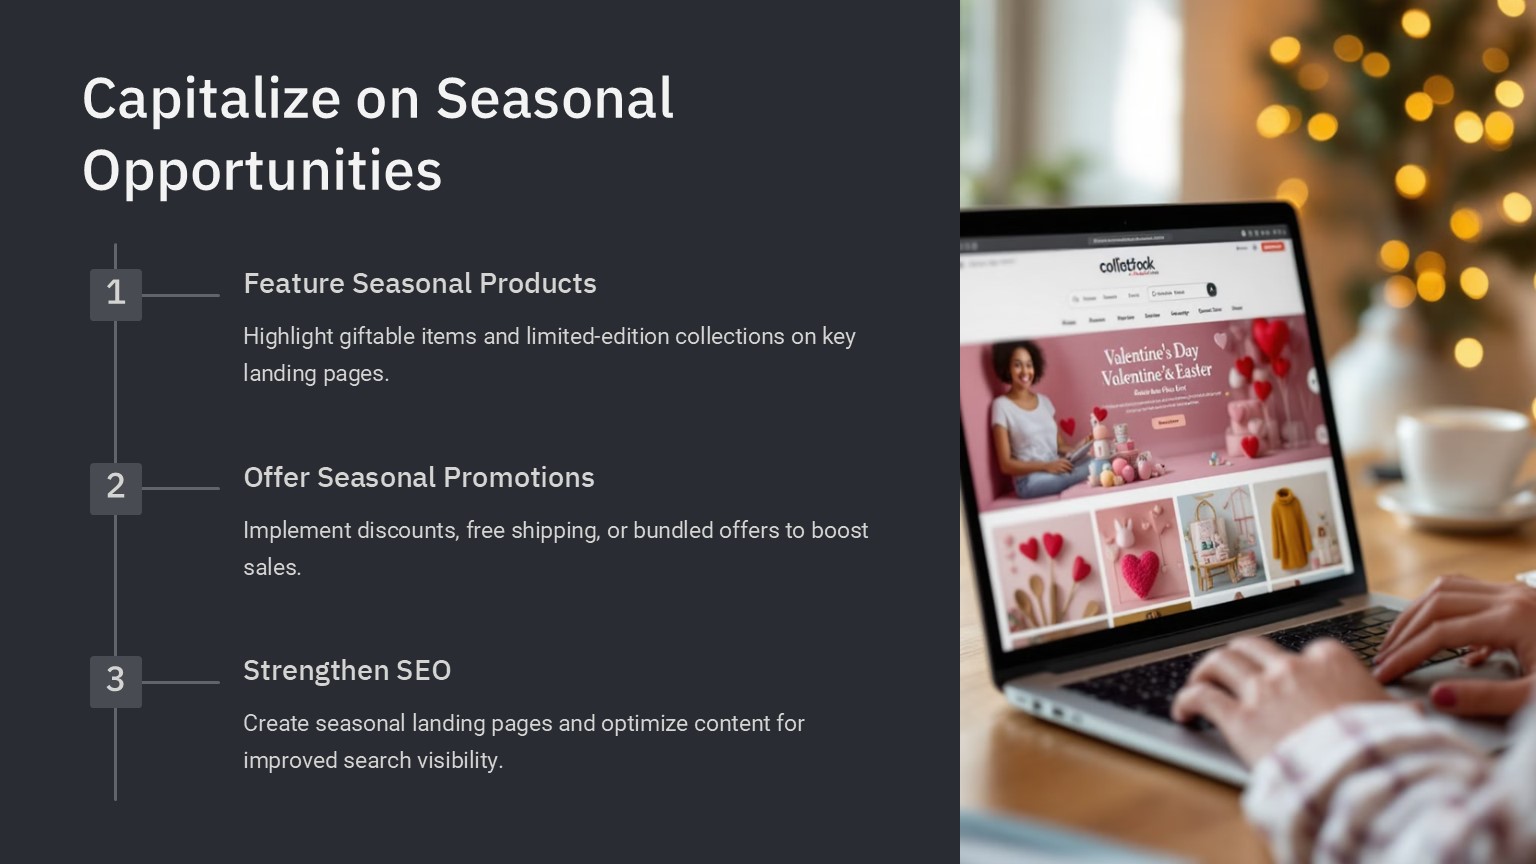 Capitalize on Seasonal
Opportunities
1
Feature Seasonal Products
Highlight giftable items and limited-edition collections on key
landing pages.
2
Offer Seasonal Promotions
Implement discounts, free shipping, or bundled offers to boost
sales.
3
Strengthen SEO
Create seasonal landing pages and optimize content for
improved search visibility.
Valentine's Day
Valentine'& Easter